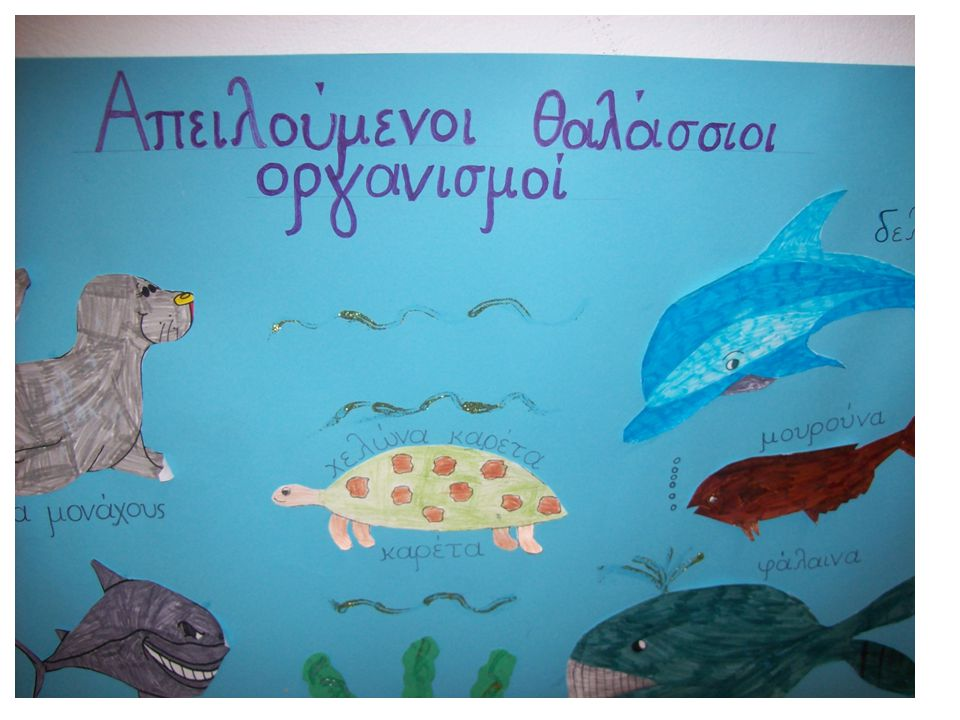 Απειλούμενοι θαλάσσιοι
οργανισμοί
χελώνα καρέτα
καρέτα
μουρούνα
α μονάχους
φάλαινα